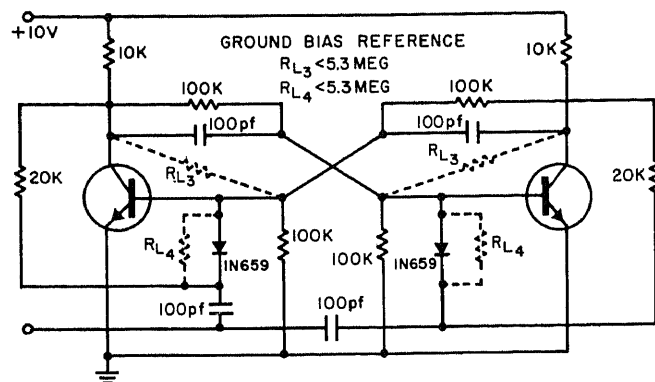 +10V
10K
GROUND BIAS REFERENCE
10K
RL3 <5.3 MEG
RL4 <5.3 MEG
100K
100K
100pf
100pf
20K
RL3
RL3
20K
RL4
1N659
100K
100K
1N659
RL4
100pf
100pf